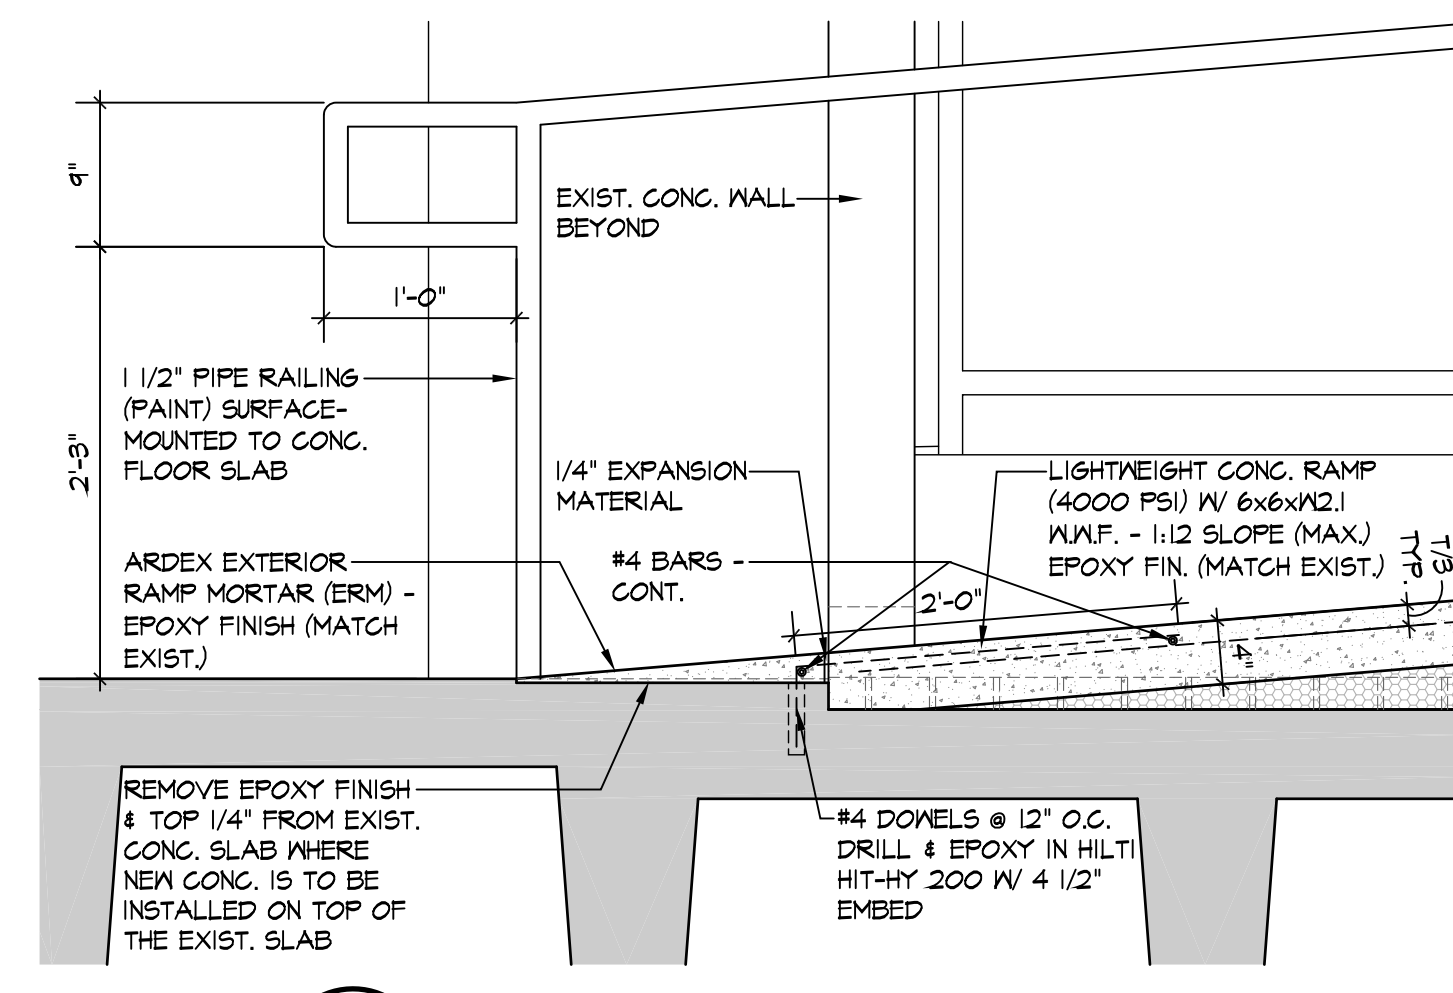 9"
EXIST. CONC. WALL
BEYOND
1'-0"
1 1/2" PIPE RAILING
(PAINT) SURFACE-
MOUNTED TO CONC.
FLOOR SLAB
2'-3"
1/4" EXPANSION
MATERIAL
LIGHTWEIGHT CONC. RAMP
(4000 PSI) W/ 6x6xW2.1
W.W.F. - 1:12 SLOPE (MAX.)
EPOXY FIN. (MATCH EXIST.)
T/3
TYP.
ARDEX EXTERIOR
RAMP MORTAR (ERM) -
EPOXY FINISH (MATCH
EXIST.)
#4 BARS -
CONT.
2'-0"
4"
REMOVE EPOXY FINISH
& TOP 1/4" FROM EXIST.
CONC. SLAB WHERE
NEW CONC. IS TO BE
INSTALLED ON TOP OF
THE EXIST. SLAB
#4 DOWELS @ 12" O.C.
DRILL & EPOXY IN HILTI
HIT-HY 200 W/ 4 1/2"
EMBED